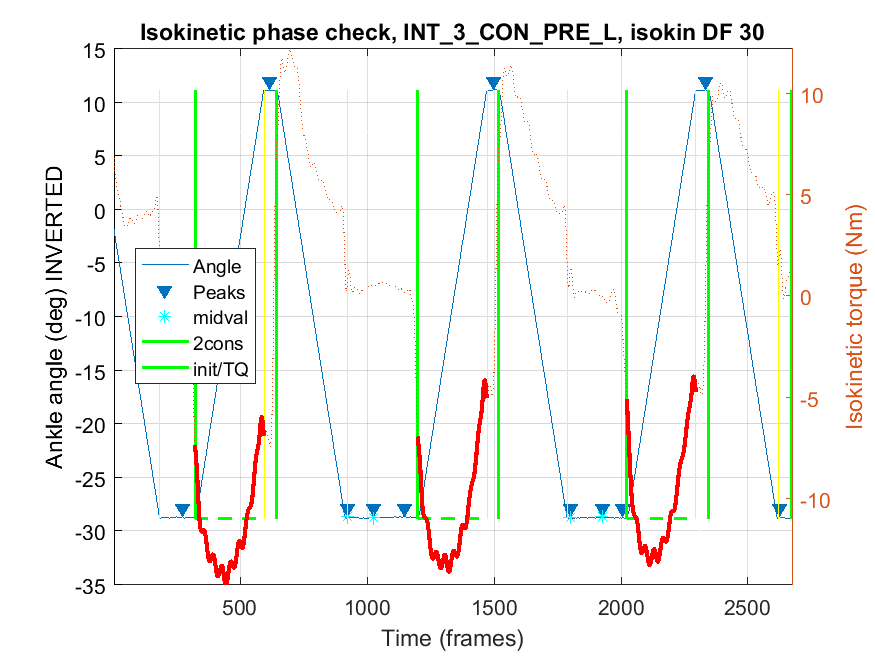 Isokinetic phase check, INT_3_CON_PRE_L, isokin DF 30
Ankle angle (deg) INVERTED
15
10
5
0
-5
-10
-15
-20
-25
-30
-35
Angle
Peaks
midval
2cons
init/TQ
10
5
0
-5
-10
Isokinetic torque (Nm)
500
1000
1500
2000
2500
Time (frames)